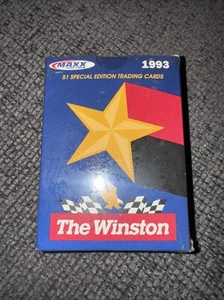 MAXX
1993
51 SPECIAL EDITION TRADING CARDS
The Winston